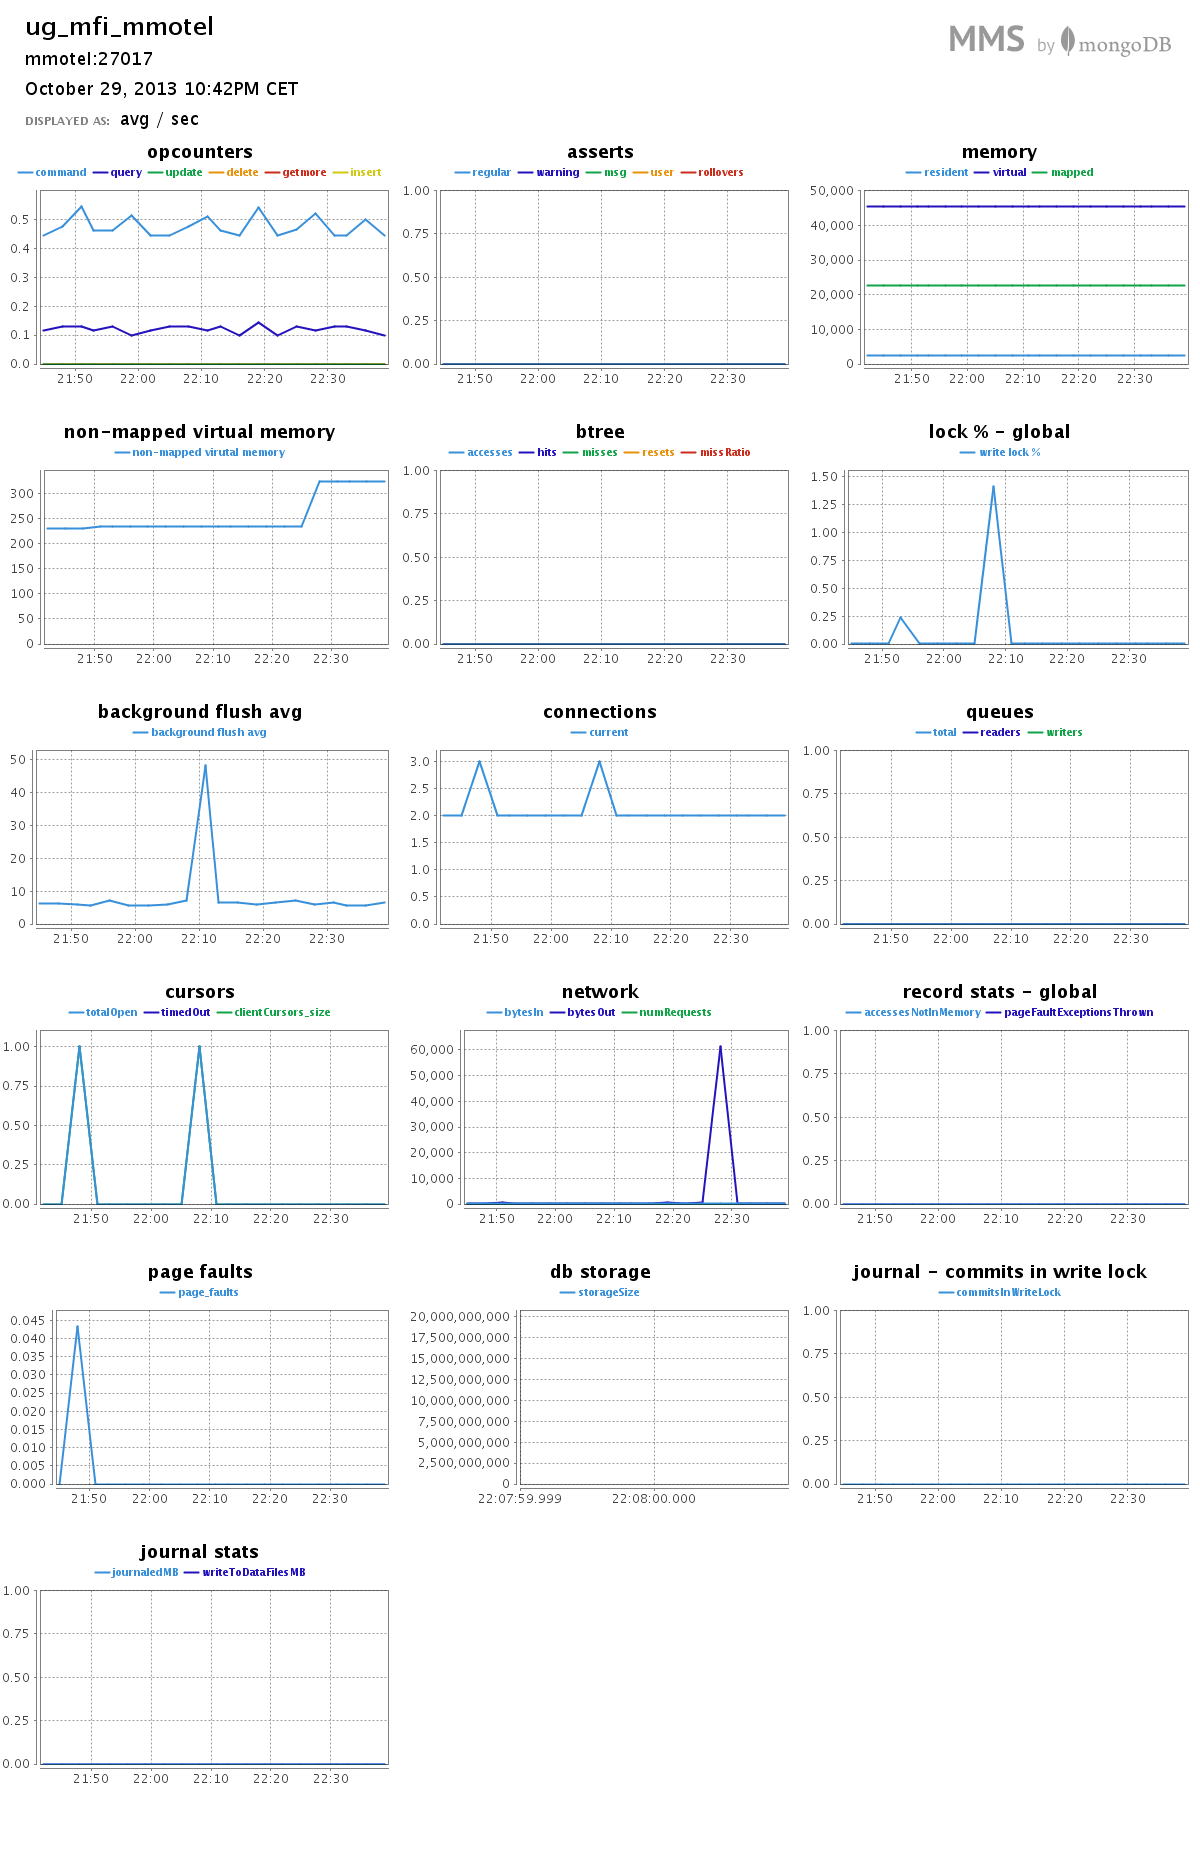 ug_mfi_mmotel
MMS by mongoDB
mmotel:27017
October 29, 2013 10:42PM CET
DISPLAYED AS: avg / sec
opcounters
command query update delete getmore insert
0.5
0.4
0.3
0.2
0.1
0.0
21:50 22:00 22:10 22:20 22:30
asserts
regular warning msg user rollovers
1.00
0.75
0.50
0.25
0.00
21:50 22:00 22:10 22:20 22:30
memory
resident virtual mapped
50,000
40,000
30,000
20,000
10,000
0
21:50 22:00 22:10 22:20 22:30
non-mapped virtual memory
non-mapped virutal memory
300
250
200
150
100
50
0
21:50 22:00 22:10 22:20 22:30
btree
accesses hits misses resets missRatio
1.00
0.75
0.50
0.25
0.00
21:50 22:00 22:10 22:20 22:30
lock % - global
write lock %
1.50
1.25
1.00
0.75
0.50
0.25
0.00
21:50 22:00 22:10 22:20 22:30
background flush avg
background flush avg
50
40
30
20
10
0
21:50 22:00 22:10 22:20 22:30
connections
current
3.0
2.5
2.0
1.5
1.0
0.5
0.0
21:50 22:00 22:10 22:20 22:30
queues
total readers writers
1.00
0.75
0.50
0.25
0.00
21:50 22:00 22:10 22:20 22:30
cursors
totalOpen timedOut clientCursors_size
1.00
0.75
0.50
0.25
0.00
21:50 22:00 22:10 22:20 22:30
network
bytesIn bytesOut numRequests
60,000
50,000
40,000
30,000
20,000
10,000
0
21:50 22:00 22:10 22:20 22:30
record stats - global
accessesNotInMemory pageFaultExceptionsThrown
1.00
0.75
0.50
0.25
0.00
21:50 22:00 22:10 22:20 22:30
page faults
page_faults
0.045
0.040
0.035
0.030
0.025
0.020
0.015
0.010
0.005
0.000
21:50 22:00 22:10 22:20 22:30
db storage
storageSize
20,000,000,000
17,500,000,000
15,000,000,000
12,500,000,000
10,000,000,000
7,500,000,000
5,000,000,000
2,500,000,000
0
22:07:59.999 22:08:00.000
journal - commits in write lock
commitsInWriteLock
1.00
0.75
0.50
0.25
0.00
21:50 22:00 22:10 22:20 22:30
journal stats
journaledMB writeToDataFilesMB
1.00
0.75
0.50
0.25
0.00
21:50 22:00 22:10 22:20 22:30